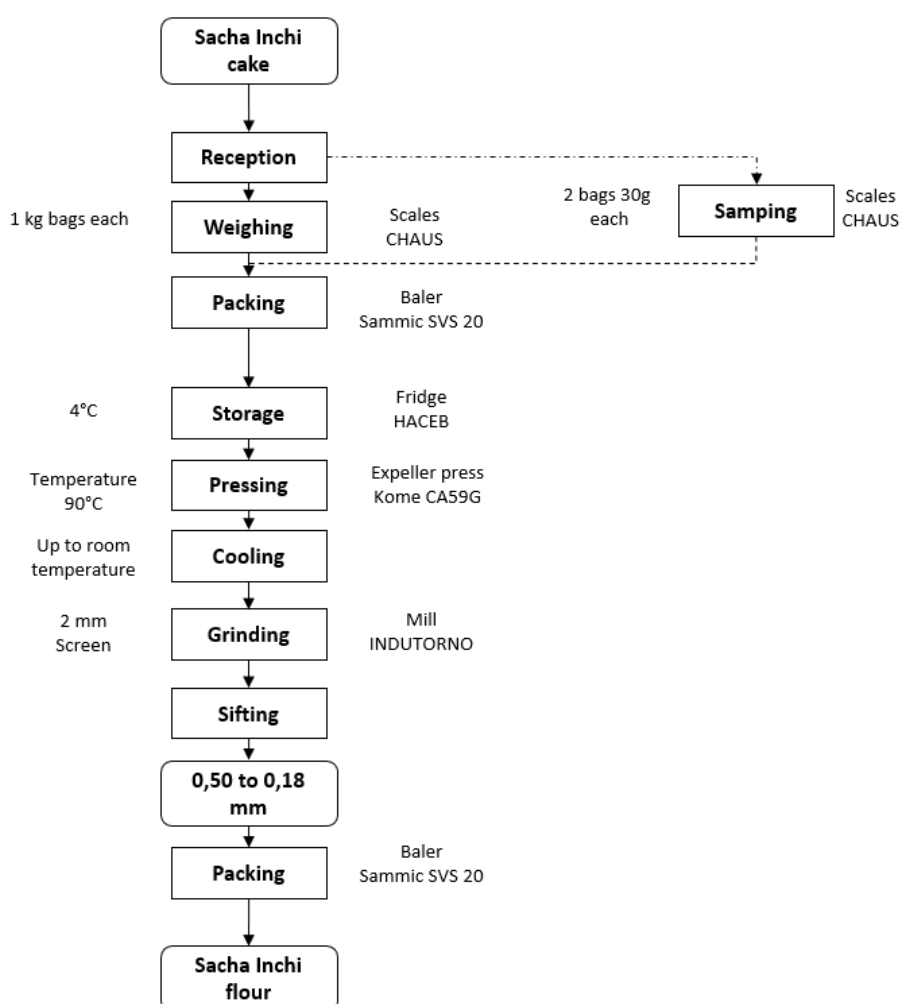 Sacha Inchi
cake
Reception
1 kg bags each
Weighing
Scales
CHAUS
2 bags 30g
each
Samping
Scales
CHAUS
Packing
Baler
Sammic SVS 20
4°C
Storage
Fridge
HACEB
Temperature
90°C
Pressing
Expeller press
Kome CA59G
Up to room
temperature
Cooling
2 mm
Screen
Grinding
Mill
INDUTORNO
Sifting
0,50 to 0,18
mm
Packing
Baler
Sammic SVS 20
Sacha Inchi
flour